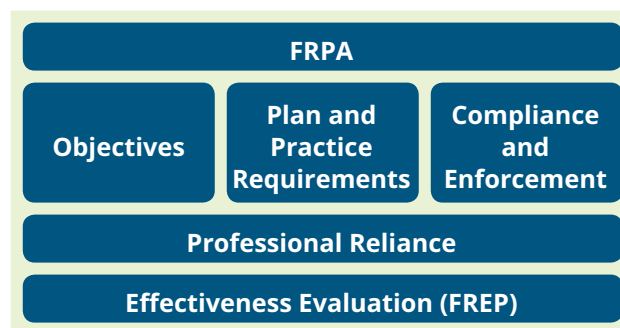 FRPA
Objectives
Plan and
Practice
Requirements
Compliance
and
Enforcement
Professional Reliance
Effectiveness Evaluation (FREP)